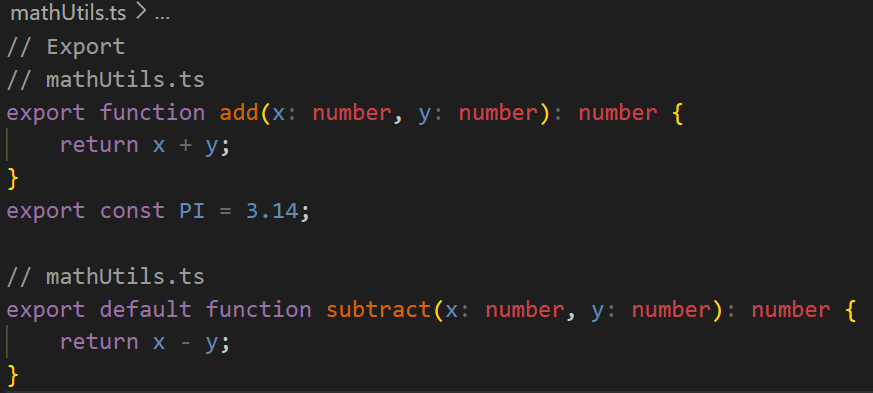 mathUtils.ts > ...
// Export
// mathUtils.ts
export function add(x: number, y: number): number {
    return x + y;
}
export const PI = 3.14;

// mathUtils.ts
export default function subtract(x: number, y: number): number {
    return x - y;
}